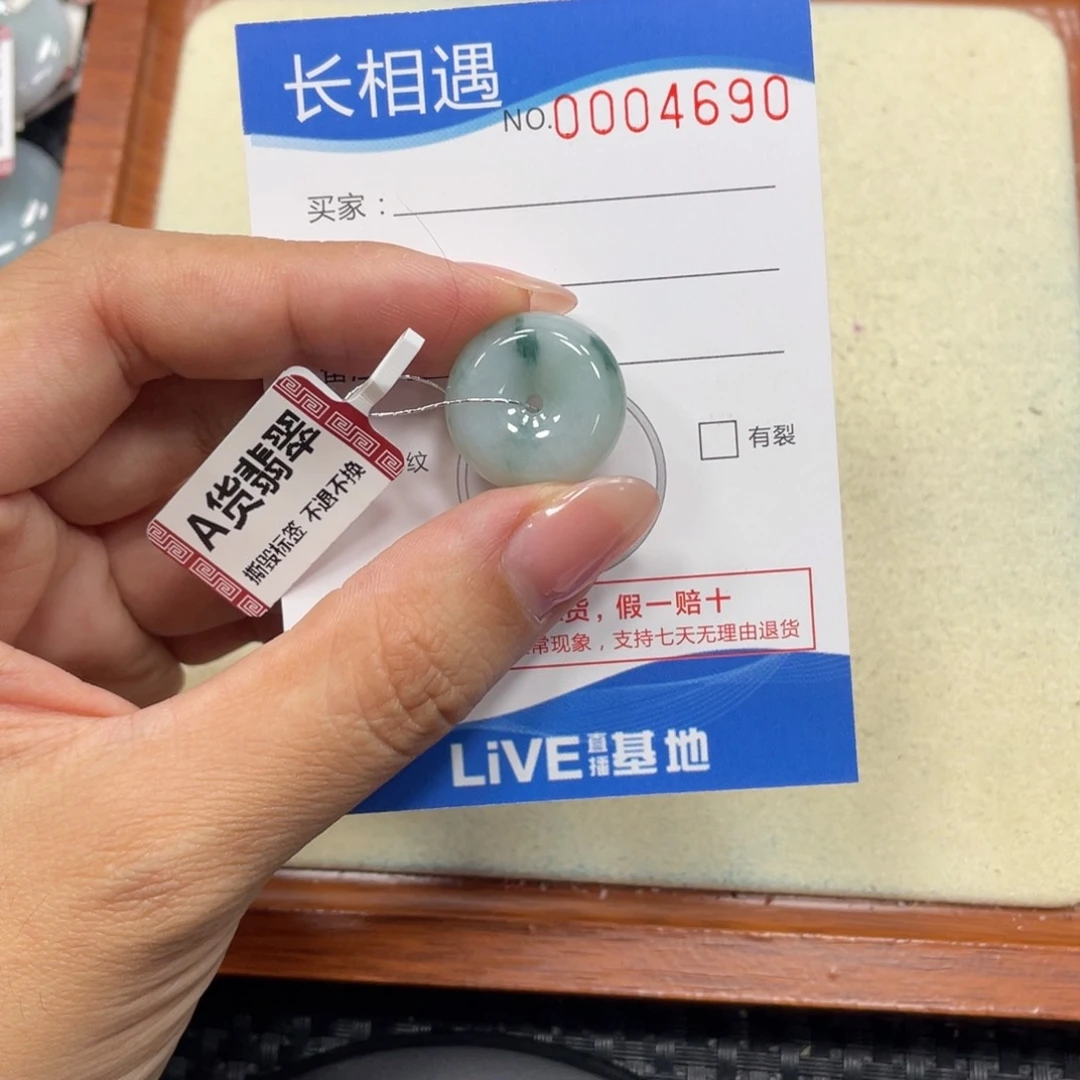 长相遇
NO.0004690
买家：
纹
有裂
A货翡翠
撕毁标签 不退不换
货，假一赔十
常现象，支持七天无理由退货
LiVE直播基地